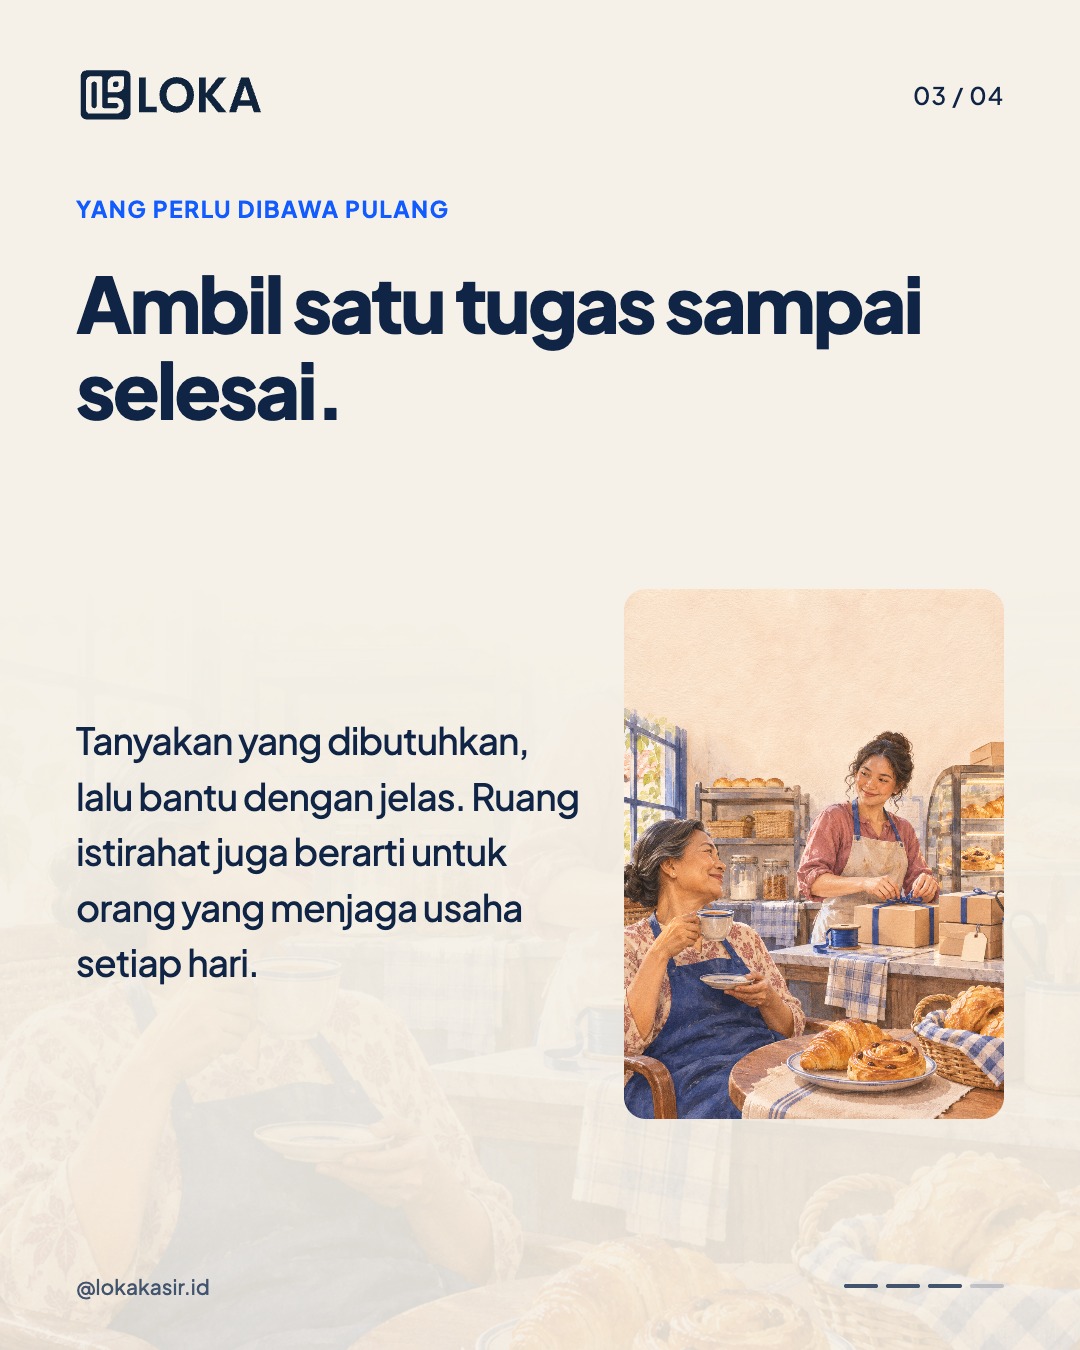 LOKA
03 / 04
YANG PERLU DIBAWA PULANG
Ambil satu tugas sampai
selesai.
Tanyakan yang dibutuhkan,
lalu bantu dengan jelas. Ruang
istirahat juga berarti untuk
orang yang menjaga usaha
setiap hari.
@lokakasir.id